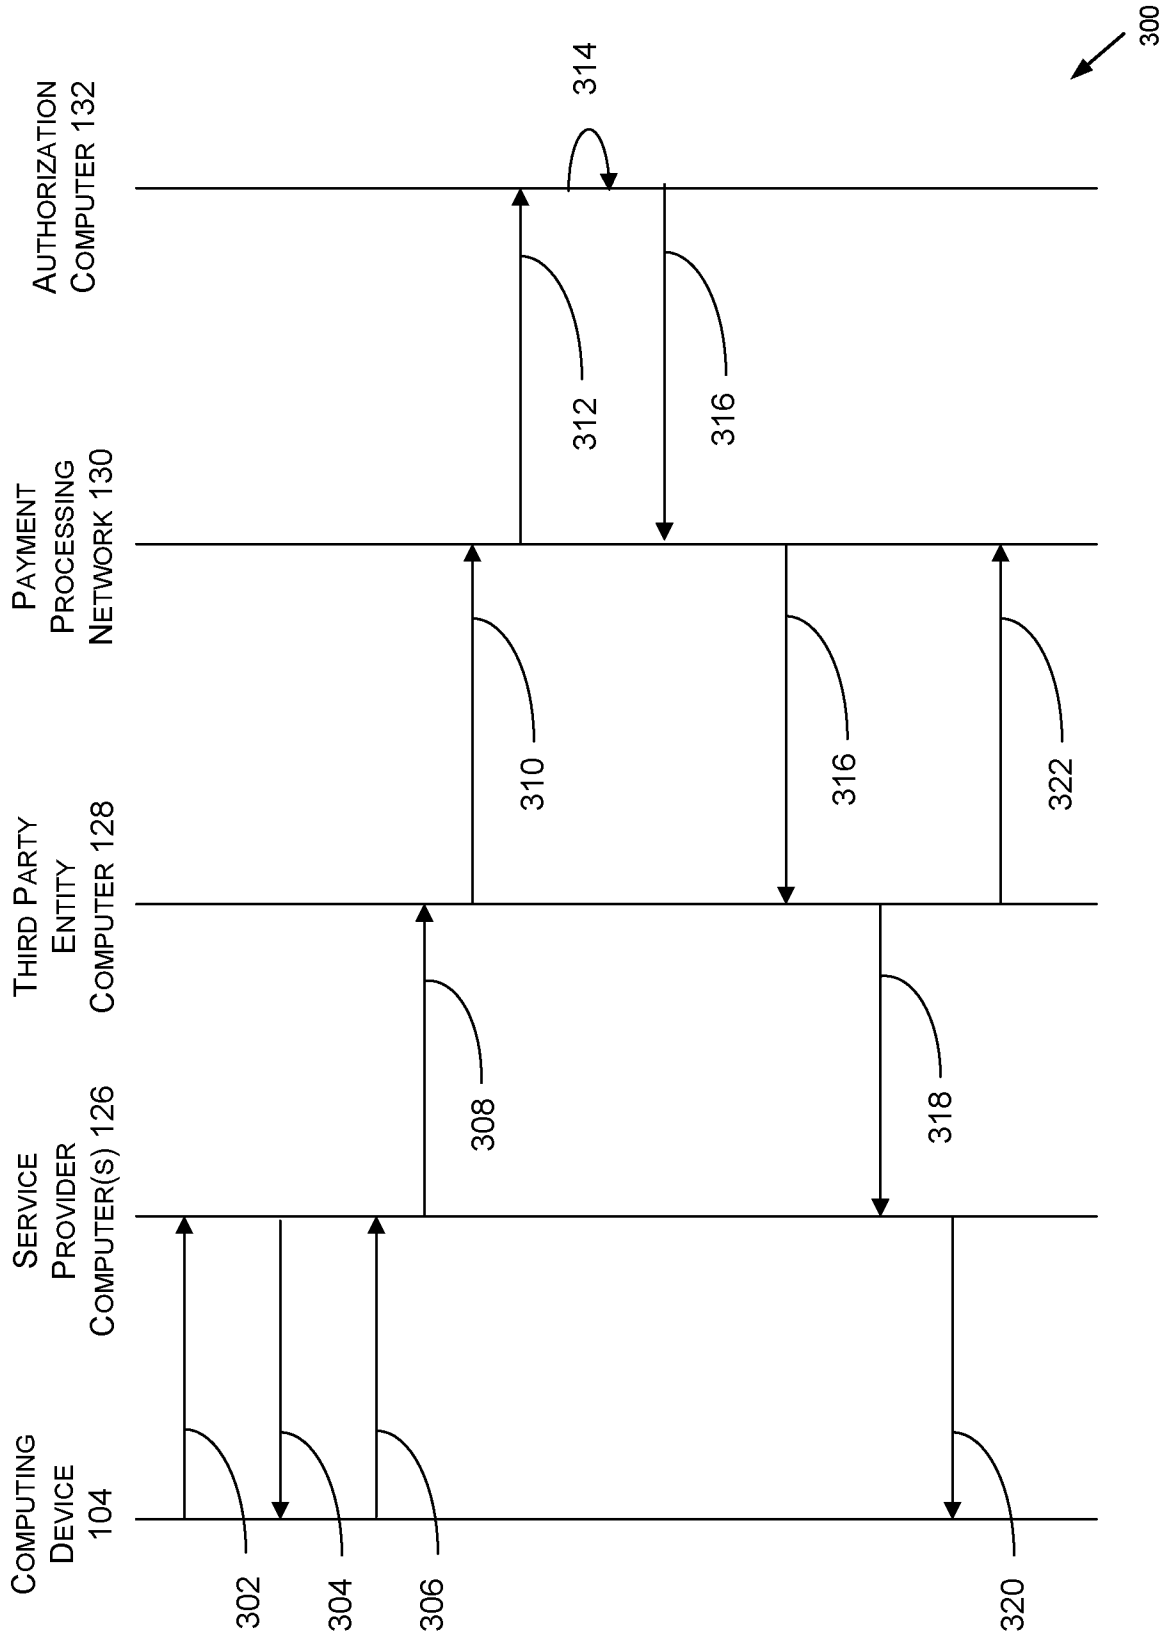 COMPUTING
DEVICE
104
SERVICE
PROVIDER
COMPUTER(S) 126
THIRD PARTY
ENTITY
COMPUTER 128
PAYMENT
PROCESSING
NETWORK 130
AUTHORIZATION
COMPUTER 132
302
304
306
308
310
312
314
316
316
318
320
322
300